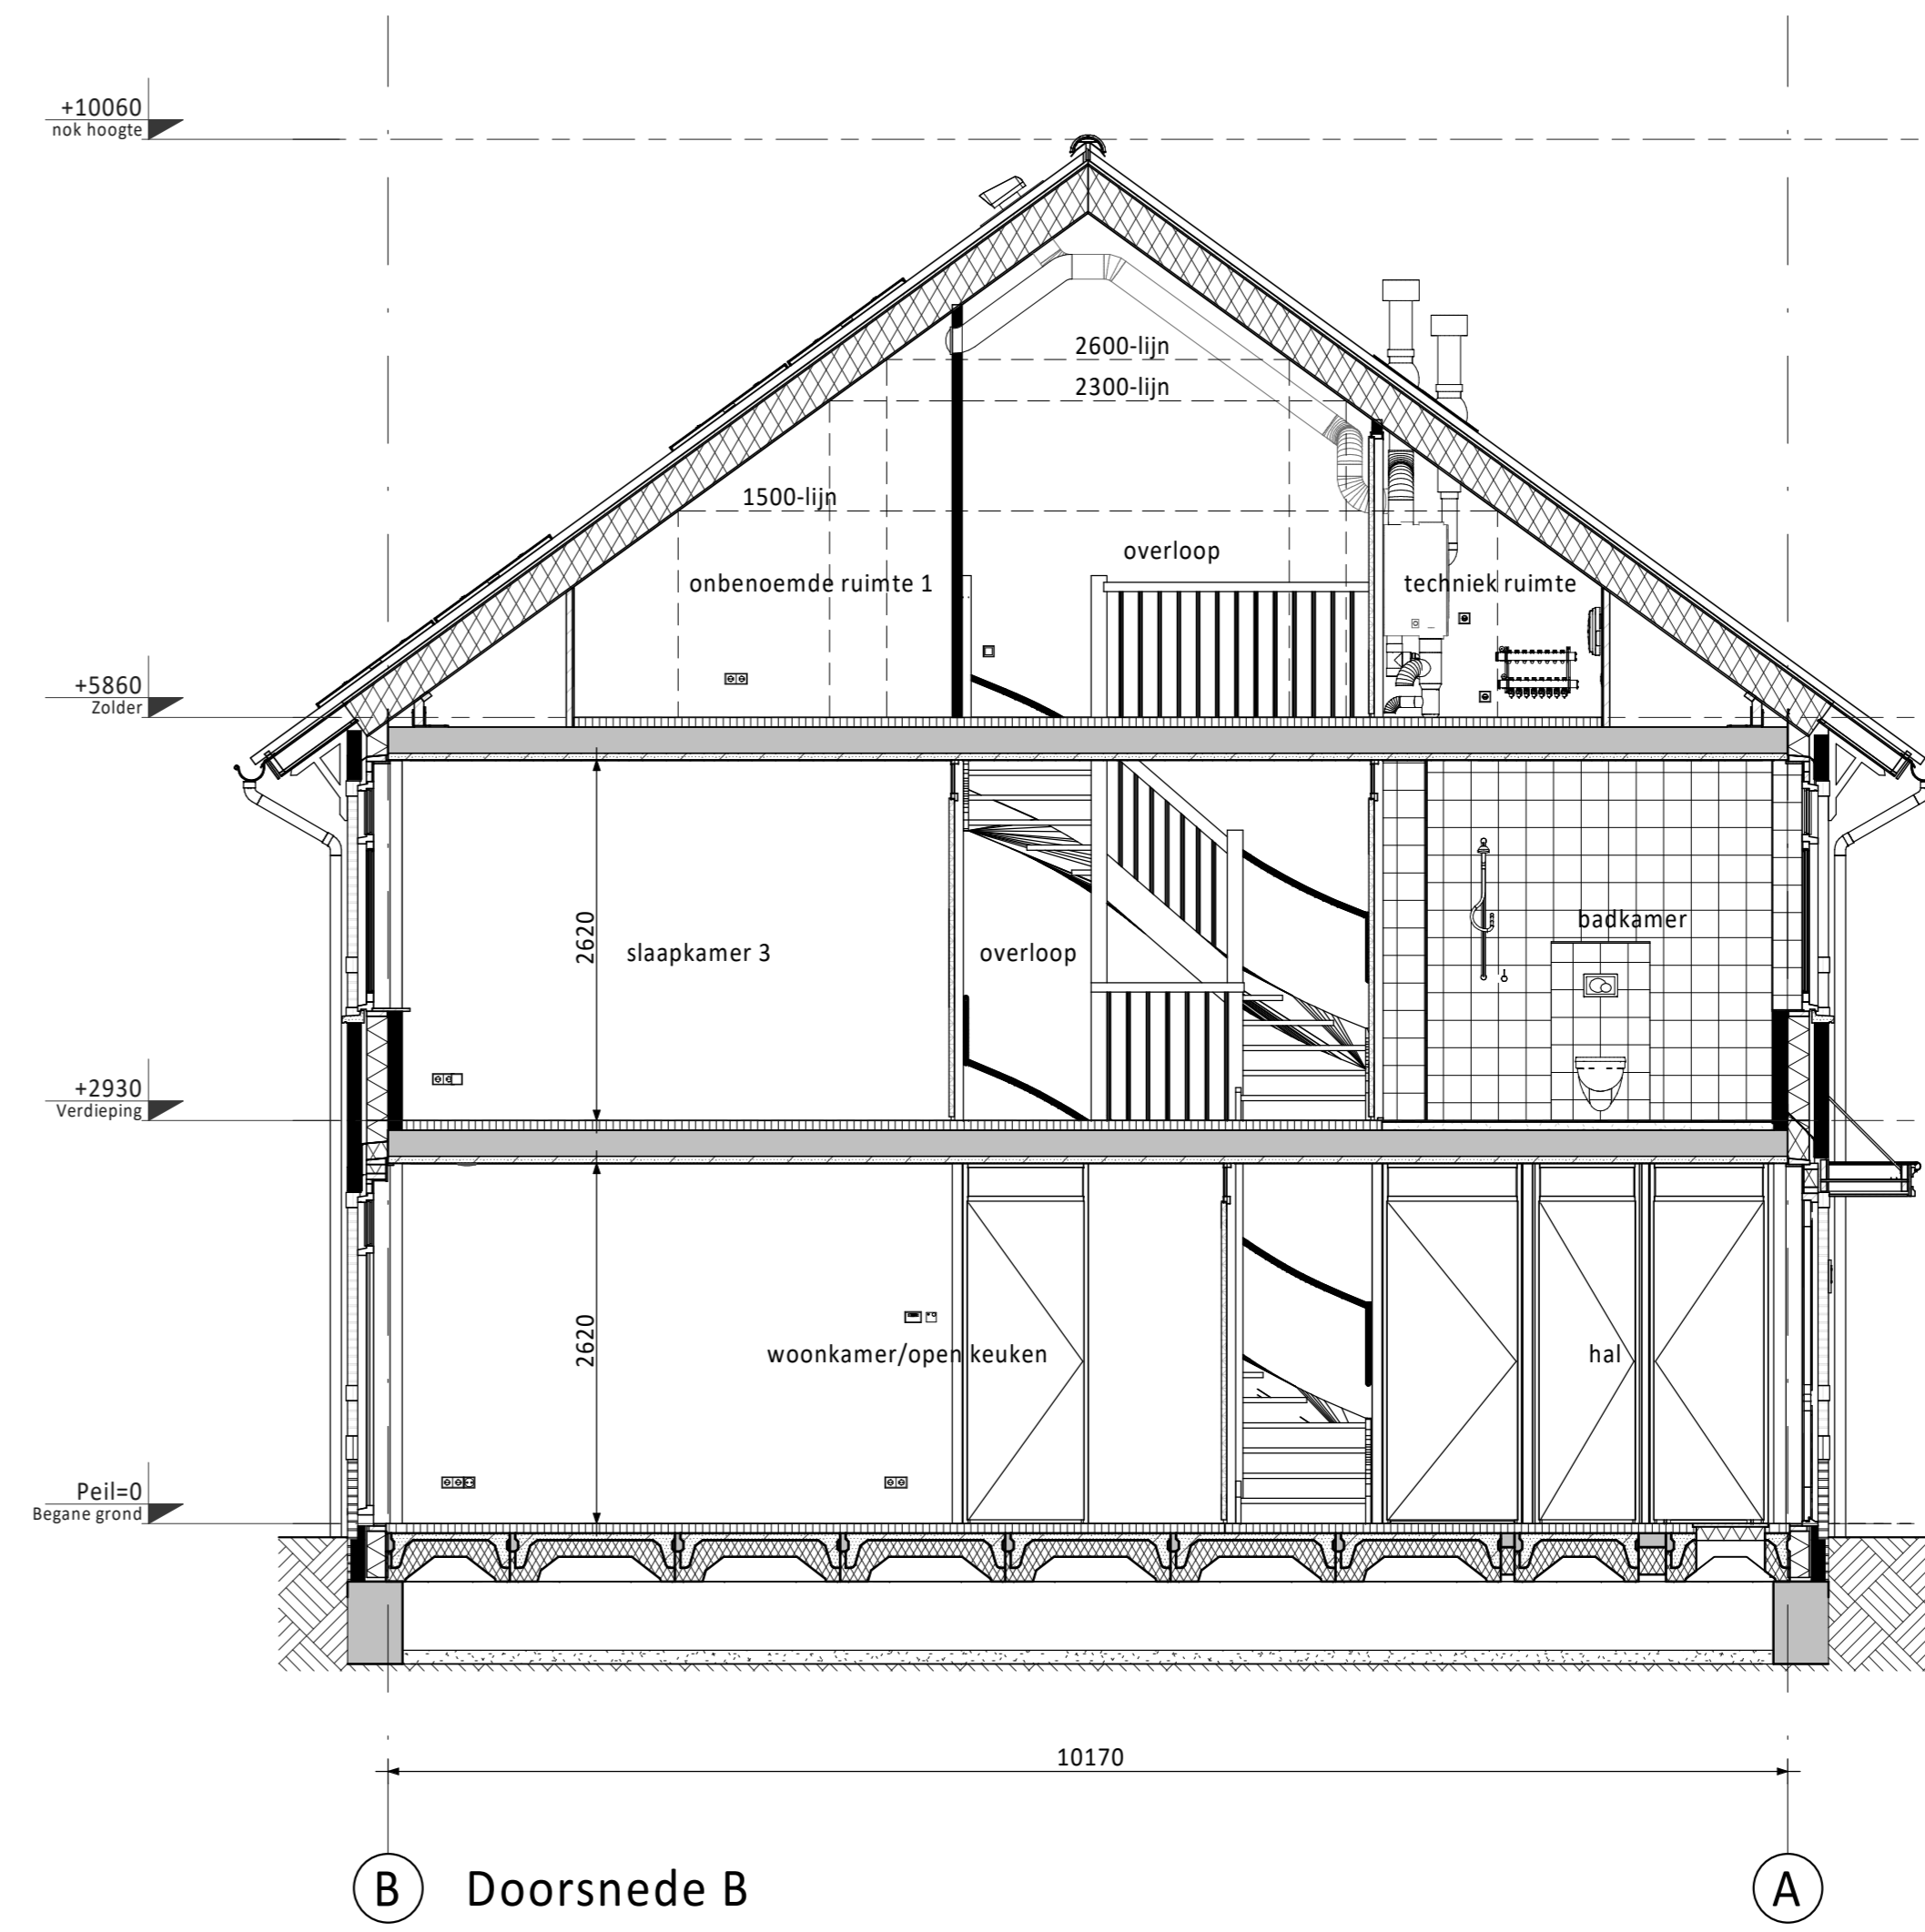 +10060
nok hoogte
2600-lijn
2300-lijn
1500-lijn
overloop
onbenoemde ruimte 1
techniek ruimte
+5860
Zolder
2620
slaapkamer 3
overloop
badkamer
+2930
Verdieping
2620
woonkamer/open keuken
hal
Peil=0
Begane grond
10170
B
Doorsnede B
A